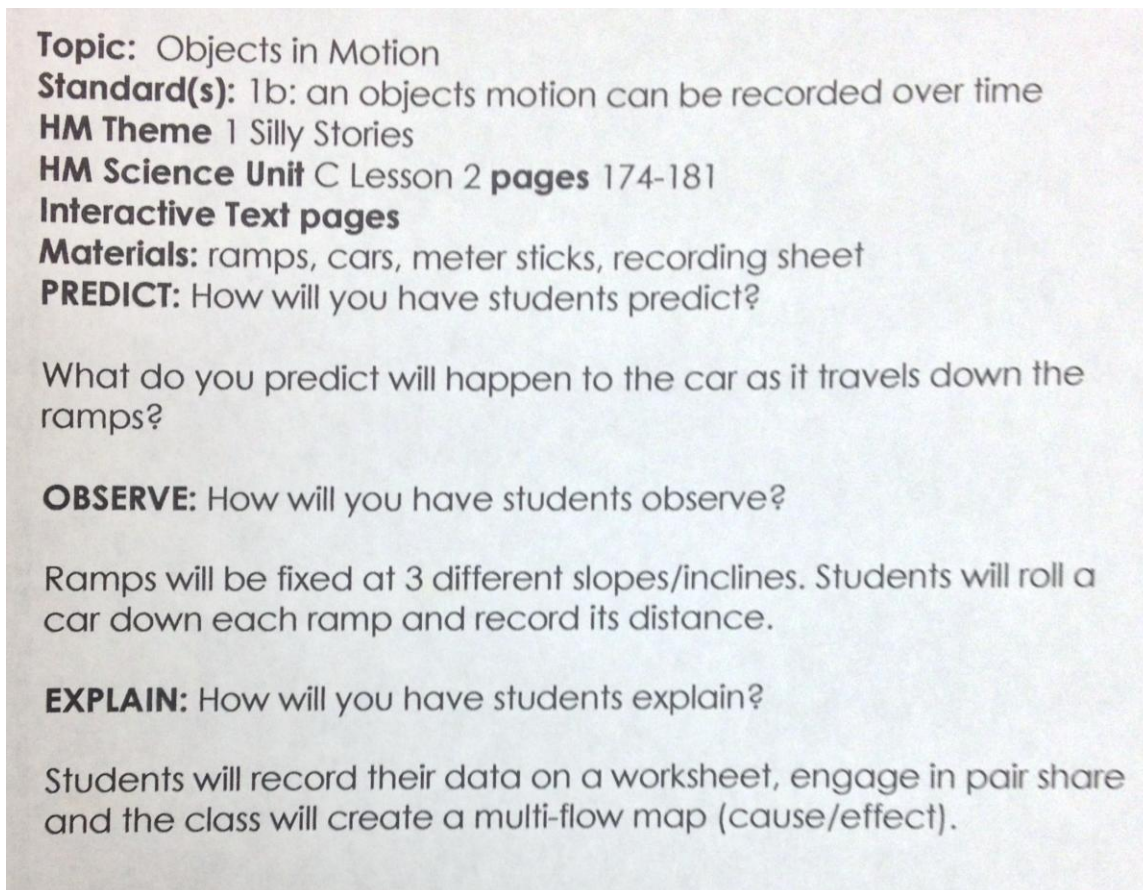 Topic: Objects in Motion
Standard(s): 1b: an objects motion can be recorded over time
HM Theme 1 Silly Stories
HM Science Unit C Lesson 2 pages 174-181
Interactive Text pages
Materials: ramps, cars, meter sticks, recording sheet
PREDICT: How will you have students predict?
What do you predict will happen to the car as it travels down the
ramps?
OBSERVE: How will you have students observe?
Ramps will be fixed at 3 different slopes/inclines. Students will roll a
car down each ramp and record its distance.
EXPLAIN: How will you have students explain?
Students will record their data on a worksheet, engage in pair share
and the class will create a multi-flow map (cause/effect).